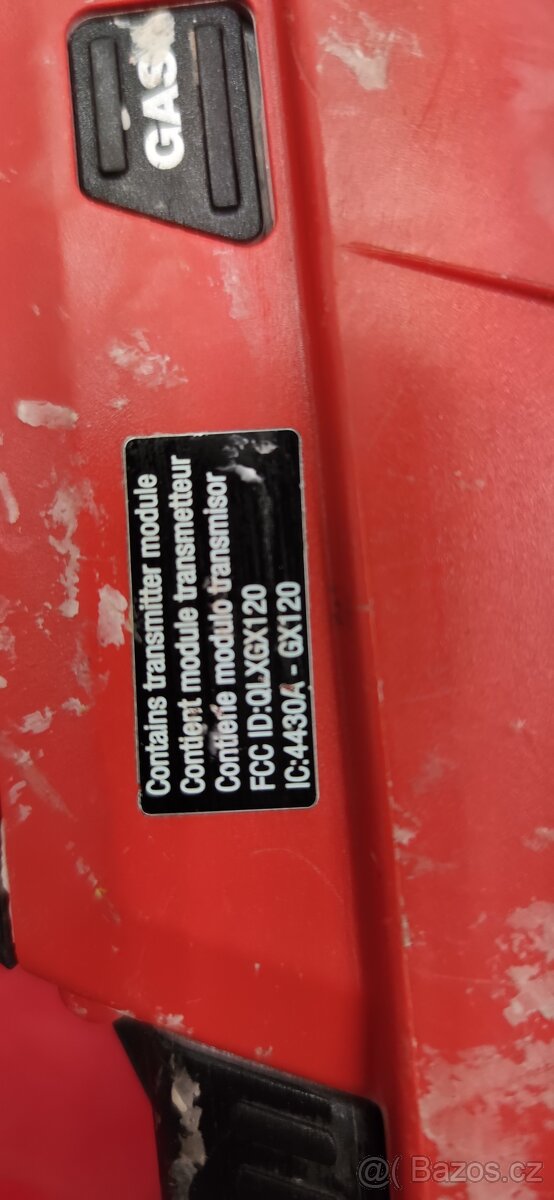 GAS
Contains transmitter module
Contient module transmetteur
Contiene modulo transmisor
FCC ID:QLXGX120
IC:4430A - GX120
@( Bazos.cz